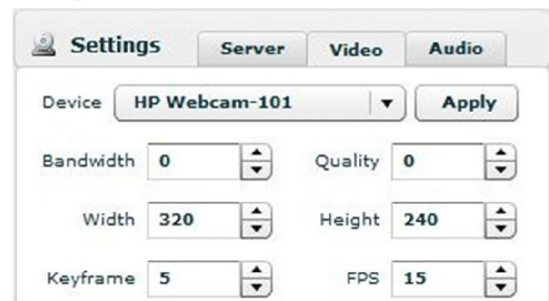 Settings Server Video Audio
Device HP Webcam-101 Apply
Bandwidth 0 Quality 0
Width 320 Height 240
Keyframe 5 FPS 15